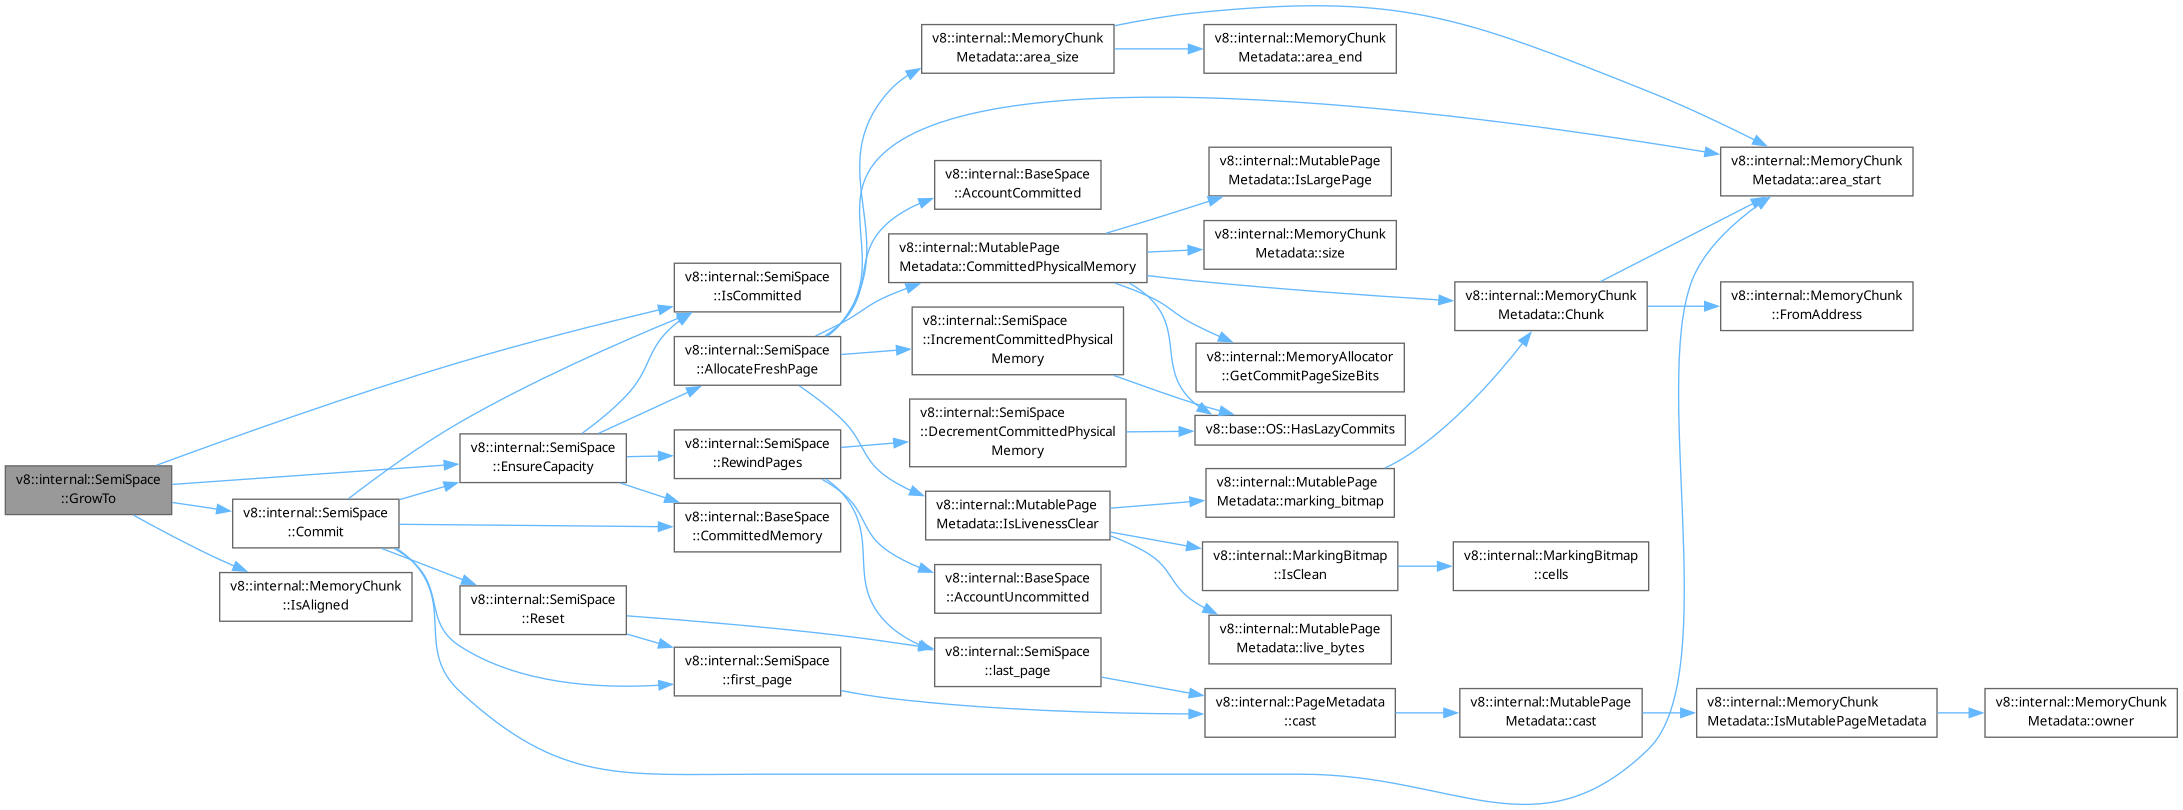 v8::internal::SemiSpace
::GrowTo
v8::internal::SemiSpace
::Commit
v8::internal::MemoryChunk
::IsAligned
v8::internal::SemiSpace
::EnsureCapacity
v8::internal::SemiSpace
::Reset
v8::internal::SemiSpace
::IsCommitted
v8::internal::SemiSpace
::AllocateFreshPage
v8::internal::SemiSpace
::RewindPages
v8::internal::BaseSpace
::CommittedMemory
v8::internal::SemiSpace
::first_page
v8::internal::MemoryChunk
Metadata::area_size
v8::internal::BaseSpace
::AccountCommitted
v8::internal::MutablePage
Metadata::CommittedPhysicalMemory
v8::internal::SemiSpace
::IncrementCommittedPhysical
Memory
v8::internal::SemiSpace
::DecrementCommittedPhysical
Memory
v8::internal::MutablePage
Metadata::IsLivenessClear
v8::internal::BaseSpace
::AccountUncommitted
v8::internal::SemiSpace
::last_page
v8::internal::MemoryChunk
Metadata::area_end
v8::internal::MutablePage
Metadata::IsLargePage
v8::internal::MemoryChunk
Metadata::size
v8::internal::MemoryAllocator
::GetCommitPageSizeBits
v8::base::OS::HasLazyCommits
v8::internal::MutablePage
Metadata::marking_bitmap
v8::internal::MarkingBitmap
::IsClean
v8::internal::MutablePage
Metadata::live_bytes
v8::internal::PageMetadata
::cast
v8::internal::MemoryChunk
Metadata::Chunk
v8::internal::MarkingBitmap
::cells
v8::internal::MutablePage
Metadata::cast
v8::internal::MemoryChunk
Metadata::area_start
v8::internal::MemoryChunk
::FromAddress
v8::internal::MemoryChunk
Metadata::IsMutablePageMetadata
v8::internal::MemoryChunk
Metadata::owner